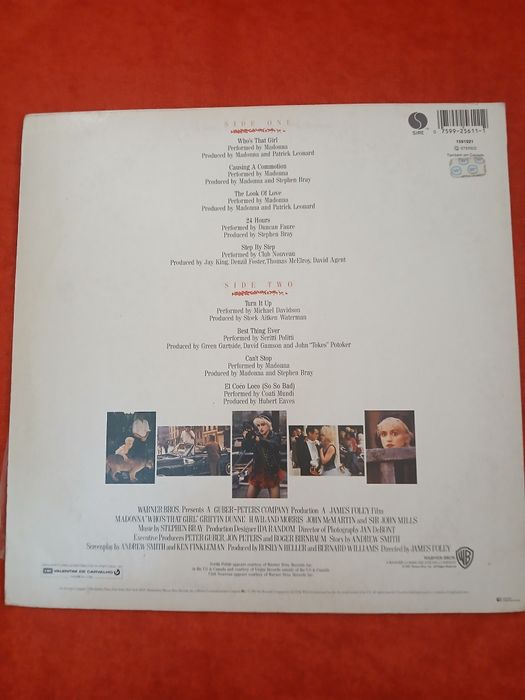 SIDE ONE
SIRE
7599-25611-1
Who's That Girl
Performed by Madonna
Produced by Madonna and Patrick Leonard
Causing A Commotion
Performed by Madonna
Produced by Madonna and Stephen Bray
The Look Of Love
Performed by Madonna
Produced by Madonna and Patrick Leonard
24 Hours
Performed by Duncan Faure
Produced by Stephen Bray
Step By Step
Performed by Club Nouveau
Produced by Jay King, Denzil Foster, Thomas McElroy, David Agent
SIDE TWO
Turn It Up
Performed by Michael Davidson
Produced by Stock Aitken Waterman
Best Thing Ever
Performed by Scritti Politti
Produced by Green Gartside, David Gamson and John "Tokes" Potoker
Can't Stop
Performed by Madonna
Produced by Madonna and Stephen Bray
El Coco Loco (So So Bad)
Performed by Coati Mundi
Produced by Hubert Eaves
WARNER BROS. Presents A GUBER-PETERS COMPANY Production A JAMES FOLEY Film
MADONNA "WHO'S THAT GIRL" GRIFFIN DUNNE HAVILAND MORRIS JOHN McMARTIN and SIR JOHN MILLS
Music by STEPHEN BRAY Production Designer IDA RANDOM Director of Photography JAN DeBONT
Executive Producers PETER GUBER, JON PETERS and ROGER BIRNBAUM Story by ANDREW SMITH
Screenplay by ANDREW SMITH and KEN FINKLEMAN Produced by ROSILYN HELLER and BERNARD WILLIAMS Directed by JAMES FOLEY
VALENTIM DE CARVALHO
WARNER BROS.